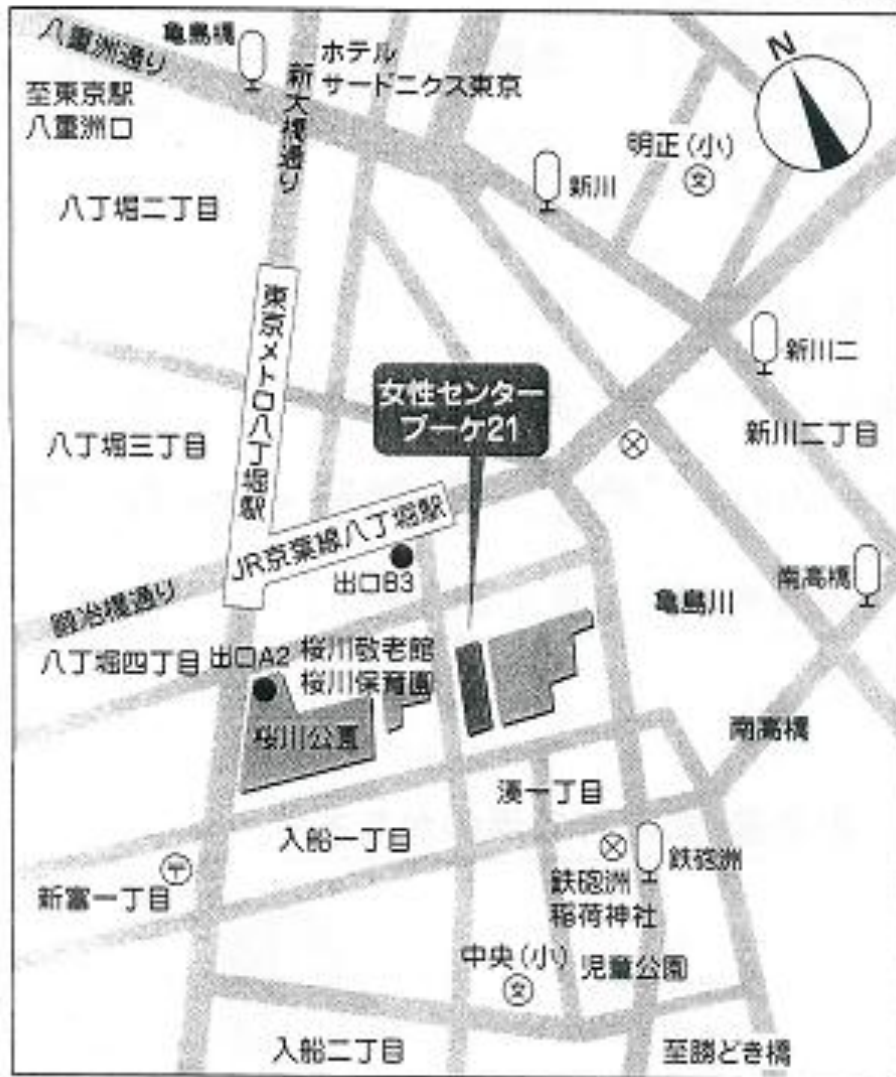 八重洲通り
亀島橋
新大橋通り
ホテル
サードニクス東京
N
至東京駅
八重洲口
明正(小)
文
新川
八丁堀二丁目
東京メトロ八丁堀駅
新川二
女性センター
ブーケ21
八丁堀三丁目
新川二丁目
JR京葉線八丁堀駅
出口B3
南高橋
鍛冶橋通り
亀島川
八丁堀四丁目
出口A2
桜川敬老館
桜川保育園
桜川公園
南高橋
湊一丁目
入船一丁目
〒
新富一丁目
鉄砲洲
鉄砲洲
稲荷神社
中央(小)
文
児童公園
入船二丁目
至勝どき橋